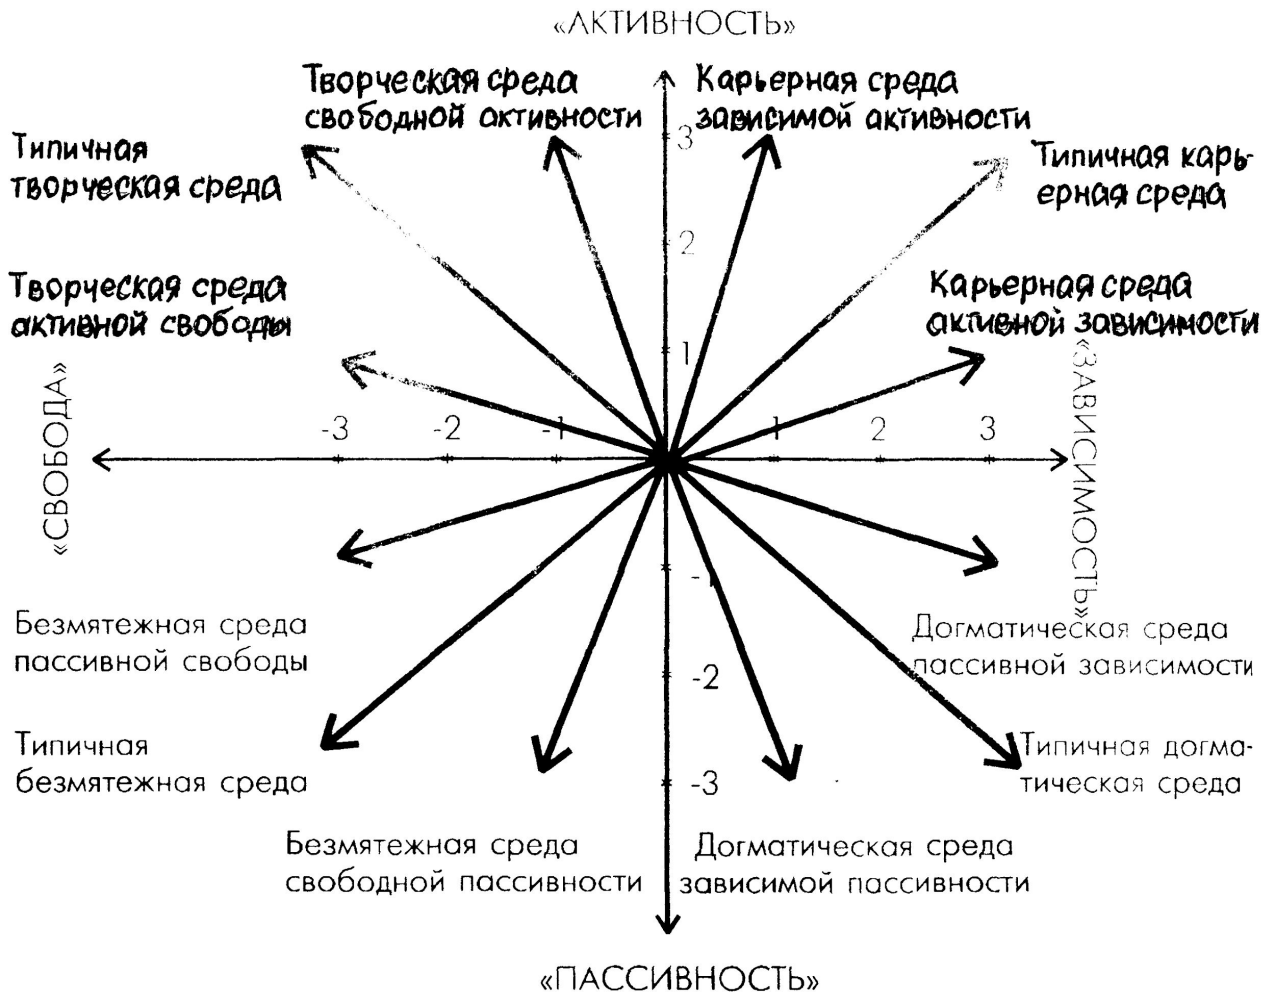 «АКТИВНОСТЬ»
Творческая среда
свободной активности
Карьерная среда
зависимой активности
Типичная
творческая среда
Типичная карь-
ерная среда
Творческая среда
активной свободы
Карьерная среда
активной зависимости
«СВОБОДА»
«ЗАВИСИМОСТЬ»
3
2
1
-3
-2
-1
1
2
3
-1
-2
-3
Безмятежная среда
пассивной свободы
Догматическая среда
пассивной зависимости
Типичная
безмятежная среда
Типичная догма-
тическая среда
Безмятежная среда
свободной пассивности
Догматическая среда
зависимой пассивности
«ПАССИВНОСТЬ»